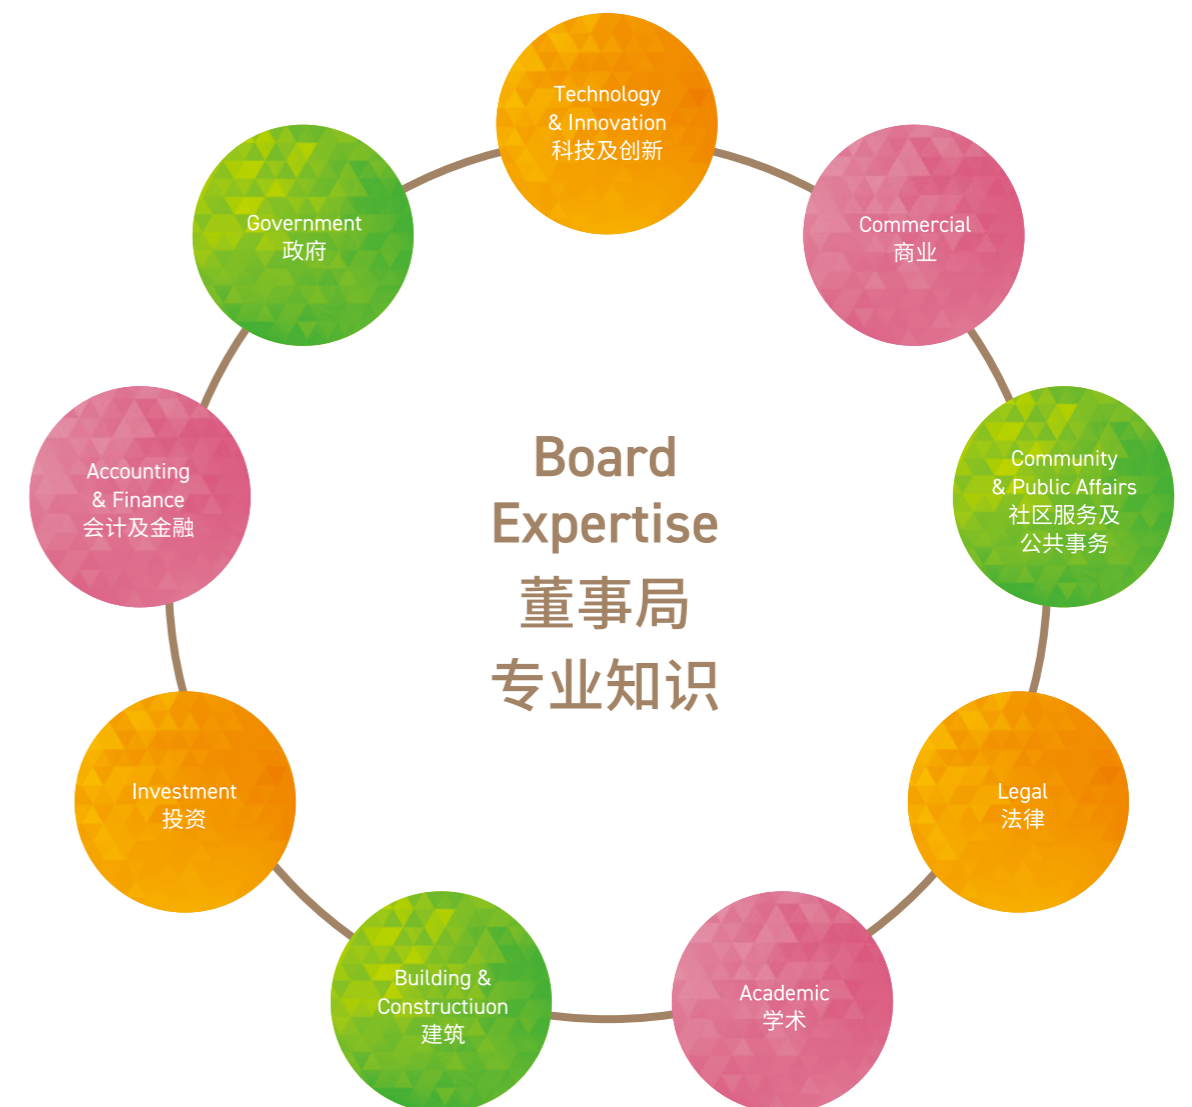 Technology
& Innovation
科技及创新
Commercial
商业
Community
& Public Affairs
社区服务及
公共事务
Legal
法律
Academic
学术
Building &
Constructiuon
建筑
Investment
投资
Accounting
& Finance
会计及金融
Government
政府
Board
Expertise
董事局
专业知识